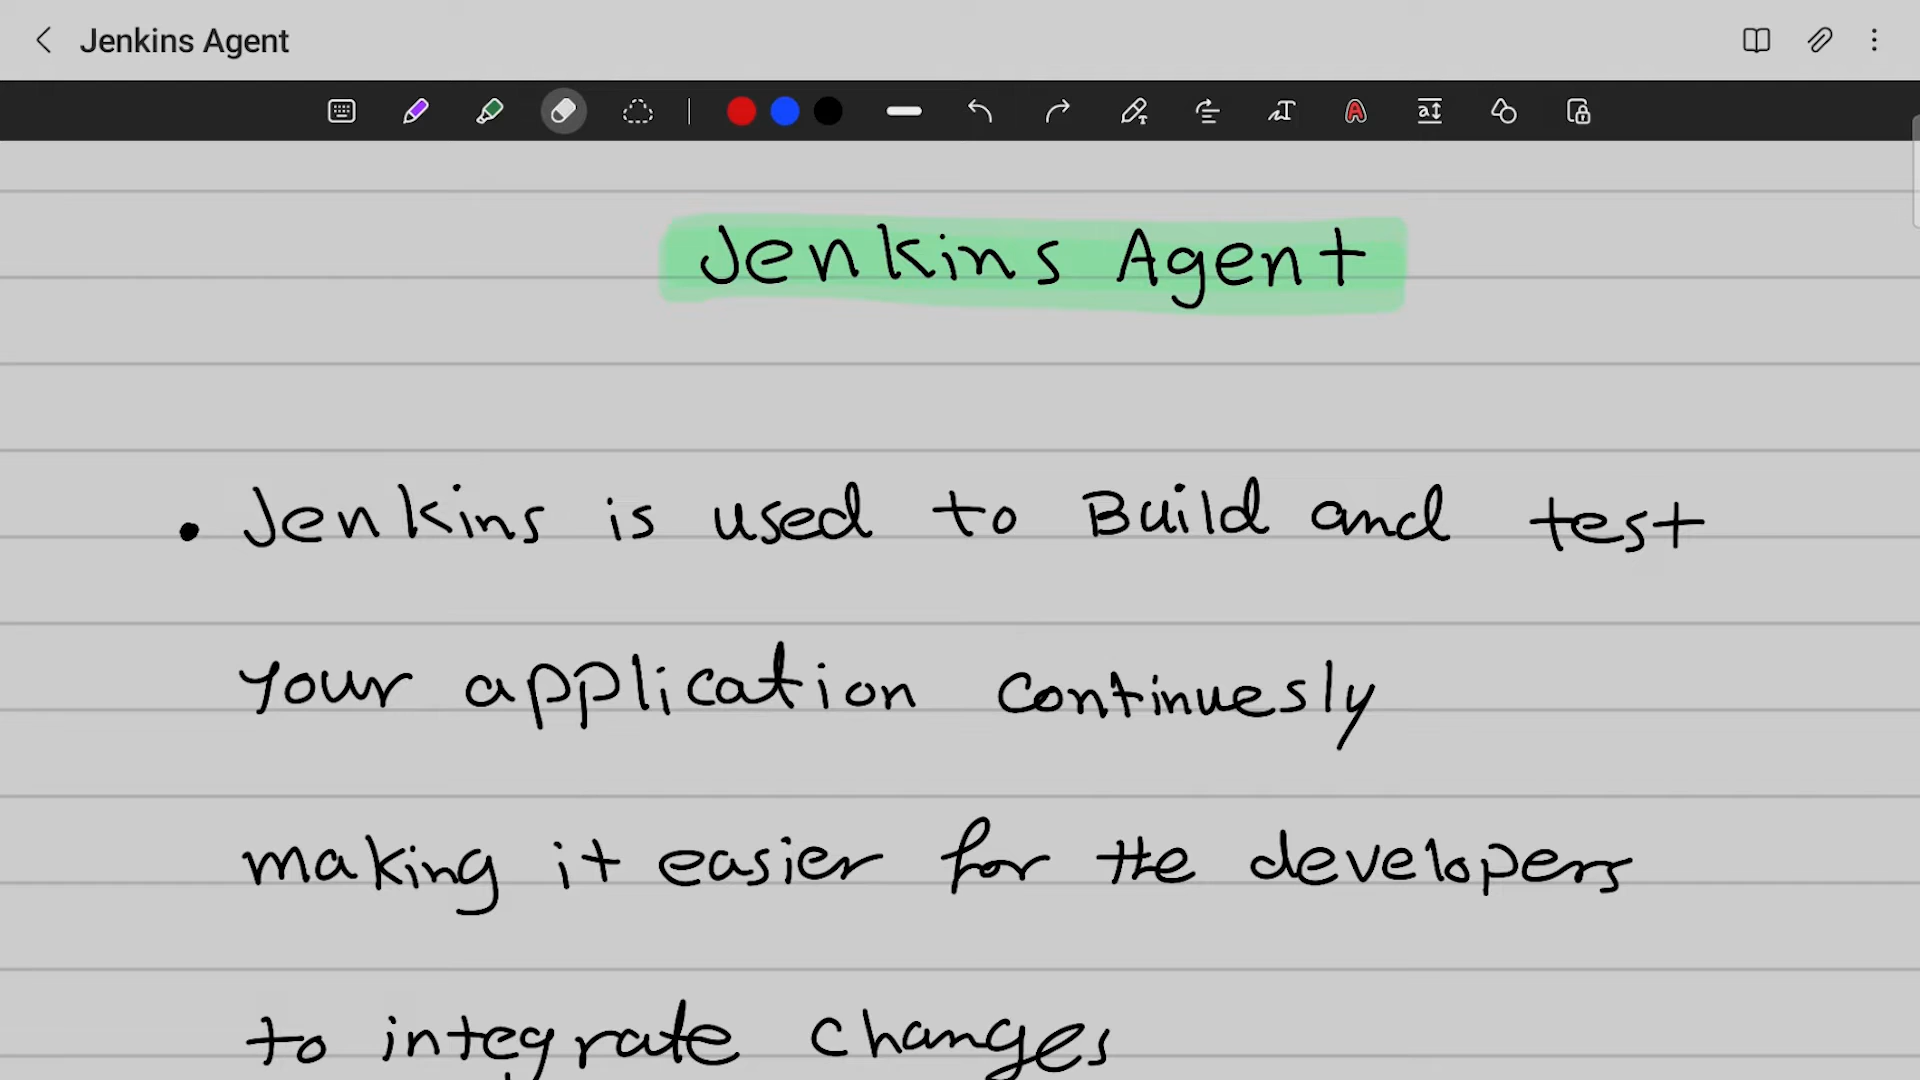 Jenkins Agent
Jenkins Agent
• Jenkins is used to Build and test
your application continuesly
making it easier for the developers
to integrate changes